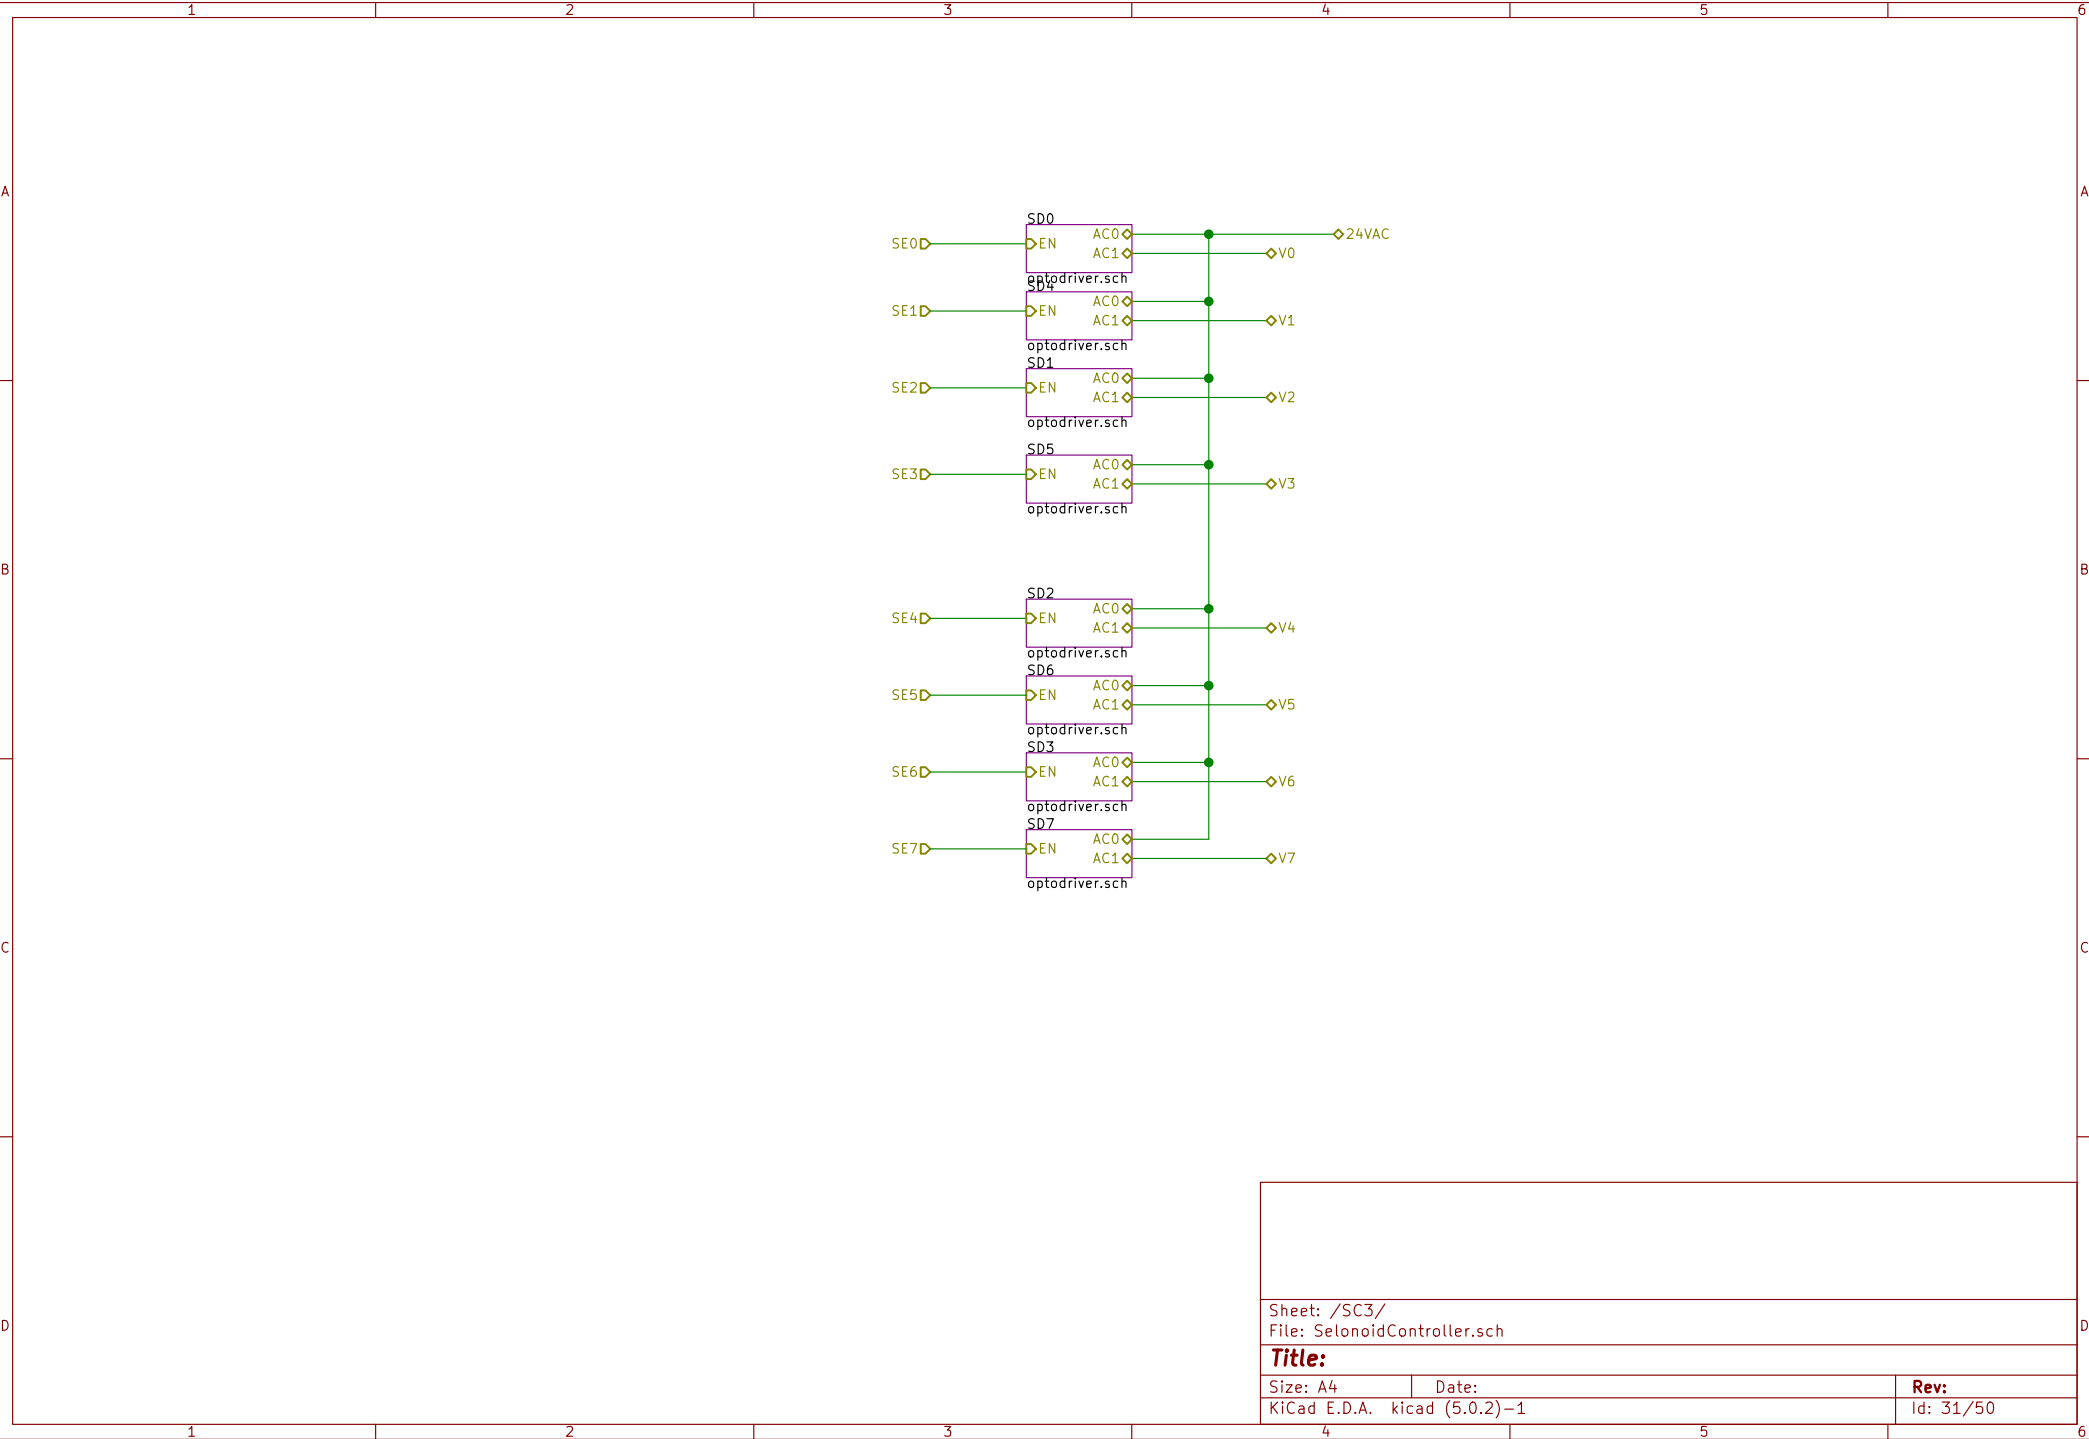 1 2 3 4 5 6
A A
SD0
SE0 EN AC0 24VAC
AC1 V0
optodriver.sch
SD4
SE1 EN AC0
AC1 V1
optodriver.sch
SD1
SE2 EN AC0
AC1 V2
optodriver.sch
SD5
SE3 EN AC0
AC1 V3
optodriver.sch
B B
SD2
SE4 EN AC0
AC1 V4
optodriver.sch
SD6
SE5 EN AC0
AC1 V5
optodriver.sch
SD3
SE6 EN AC0
AC1 V6
optodriver.sch
SD7
SE7 EN AC0
AC1 V7
optodriver.sch
C C
Sheet: /SC3/
File: SelonoidController.sch
D D
Title:
Size: A4 Date: Rev:
KiCad E.D.A. kicad (5.0.2)-1 Id: 31/50
1 2 3 4 5 6